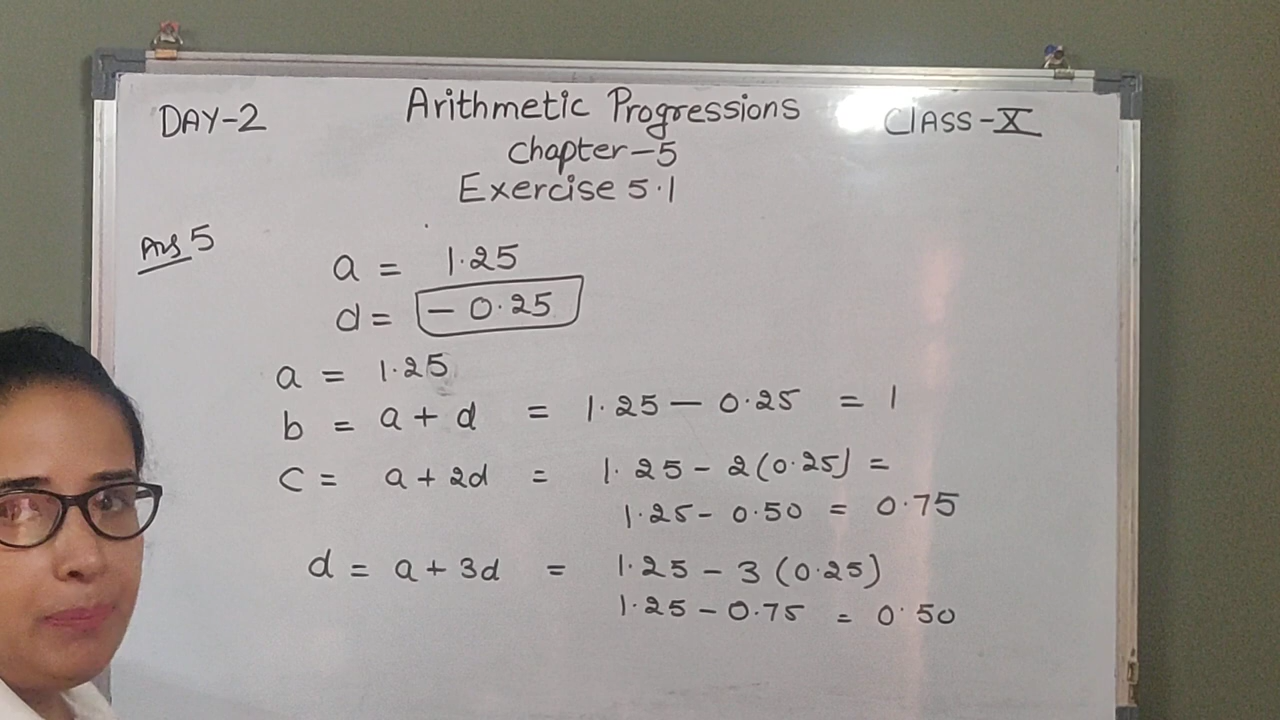 DAY-2 Arithmetic Progressions Class-X
Chapter-5
Exercise 5.1
Ans 5
a = 1.25
d = - 0.25
a = 1.25
b = a + d = 1.25 - 0.25 = 1
c = a + 2d = 1.25 - 2(0.25) =
1.25 - 0.50 = 0.75
d = a + 3d = 1.25 - 3 (0.25)
1.25 - 0.75 = 0.50